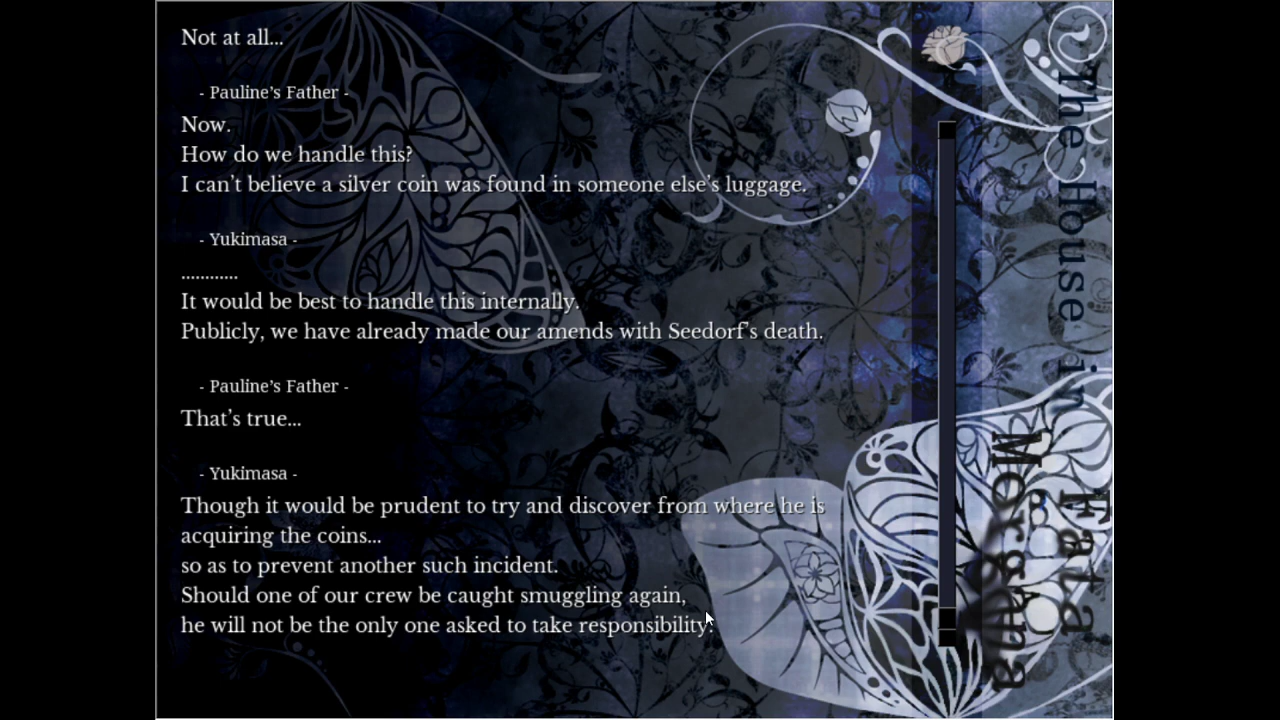 Not at all...
- Pauline's Father -
Now.
How do we handle this?
I can't believe a silver coin was found in someone else's luggage.
- Yukimasa -
............
It would be best to handle this internally.
Publicly, we have already made our amends with Seedorf's death.
- Pauline's Father -
That's true...
- Yukimasa -
Though it would be prudent to try and discover from where he is
acquiring the coins...
so as to prevent another such incident.
Should one of our crew be caught smuggling again,
he will not be the only one asked to take responsibility.
The House in
Fata
Morgana